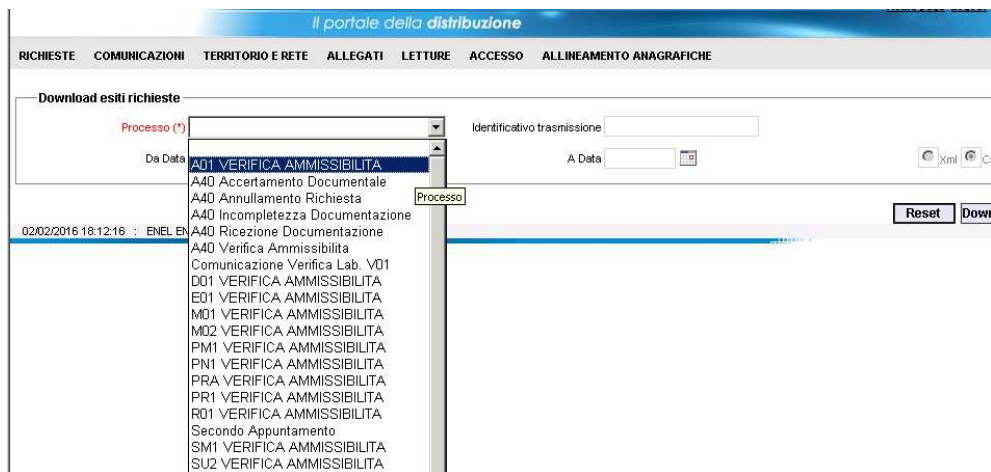 Il portale della distribuzione
RICHIESTE COMUNICAZIONI TERRITORIO E RETE ALLEGATI LETTURE ACCESSO ALLINEAMENTO ANAGRAFICHE
Download esiti richieste
Processo (*) Identificativo trasmissione
Da Data A Data Xml
A01 VERIFICA AMMISSIBILITA
A40 Accertamento Documentale
A40 Annullamento Richiesta Processo
A40 Incompletezza Documentazione
Reset
02/02/2016 18:12:16 : ENEL
A40 Ricezione Documentazione
A40 Verifica Ammissibilita
Comunicazione Verifica Lab. V01
D01 VERIFICA AMMISSIBILITA
E01 VERIFICA AMMISSIBILITA
M01 VERIFICA AMMISSIBILITA
M02 VERIFICA AMMISSIBILITA
PM1 VERIFICA AMMISSIBILITA
PN1 VERIFICA AMMISSIBILITA
PRA VERIFICA AMMISSIBILITA
PR1 VERIFICA AMMISSIBILITA
R01 VERIFICA AMMISSIBILITA
Secondo Appuntamento
SM1 VERIFICA AMMISSIBILITA
SU2 VERIFICA AMMISSIBILITA